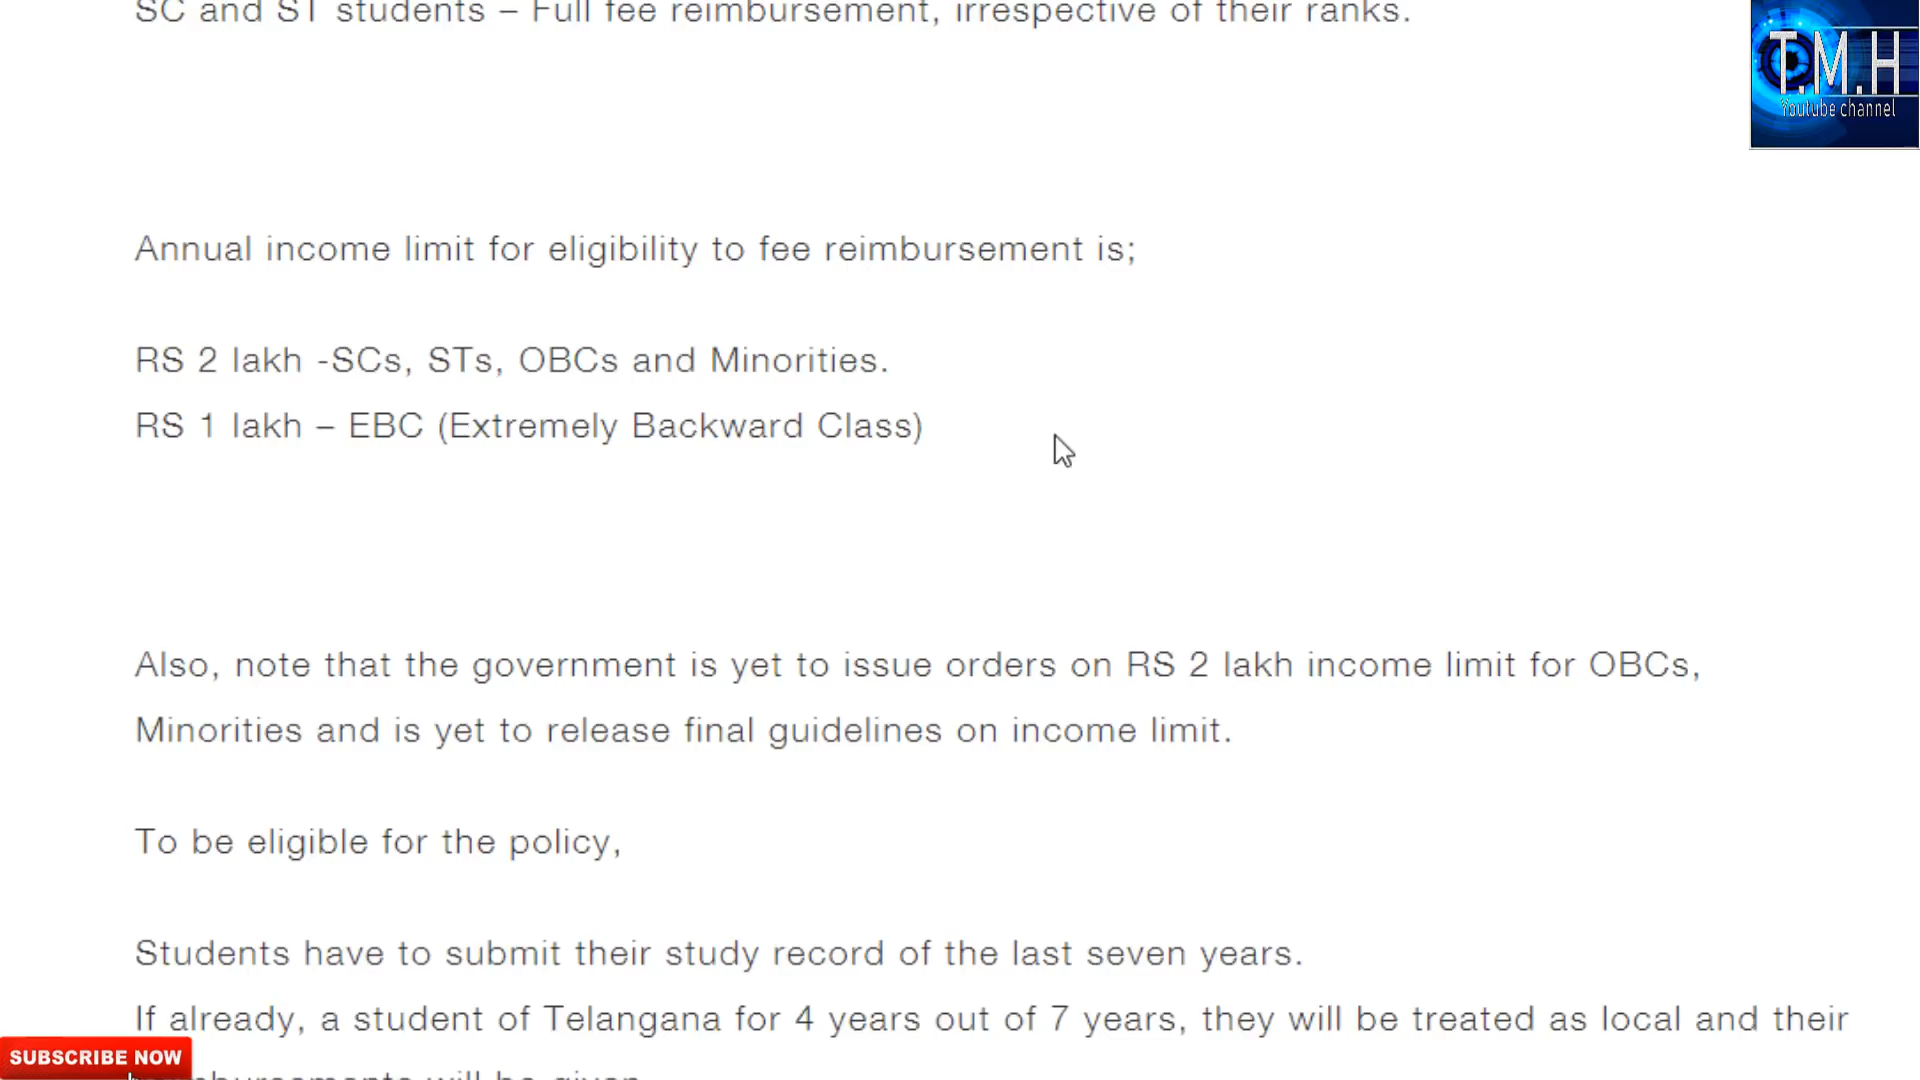 SC and ST students – Full fee reimbursement, irrespective of their ranks.
T.M.H
Youtube channel
Annual income limit for eligibility to fee reimbursement is;
RS 2 lakh -SCs, STs, OBCs and Minorities.
RS 1 lakh – EBC (Extremely Backward Class)
Also, note that the government is yet to issue orders on RS 2 lakh income limit for OBCs,
Minorities and is yet to release final guidelines on income limit.
To be eligible for the policy,
Students have to submit their study record of the last seven years.
If already, a student of Telangana for 4 years out of 7 years, they will be treated as local and their
SUBSCRIBE NOW
will be given